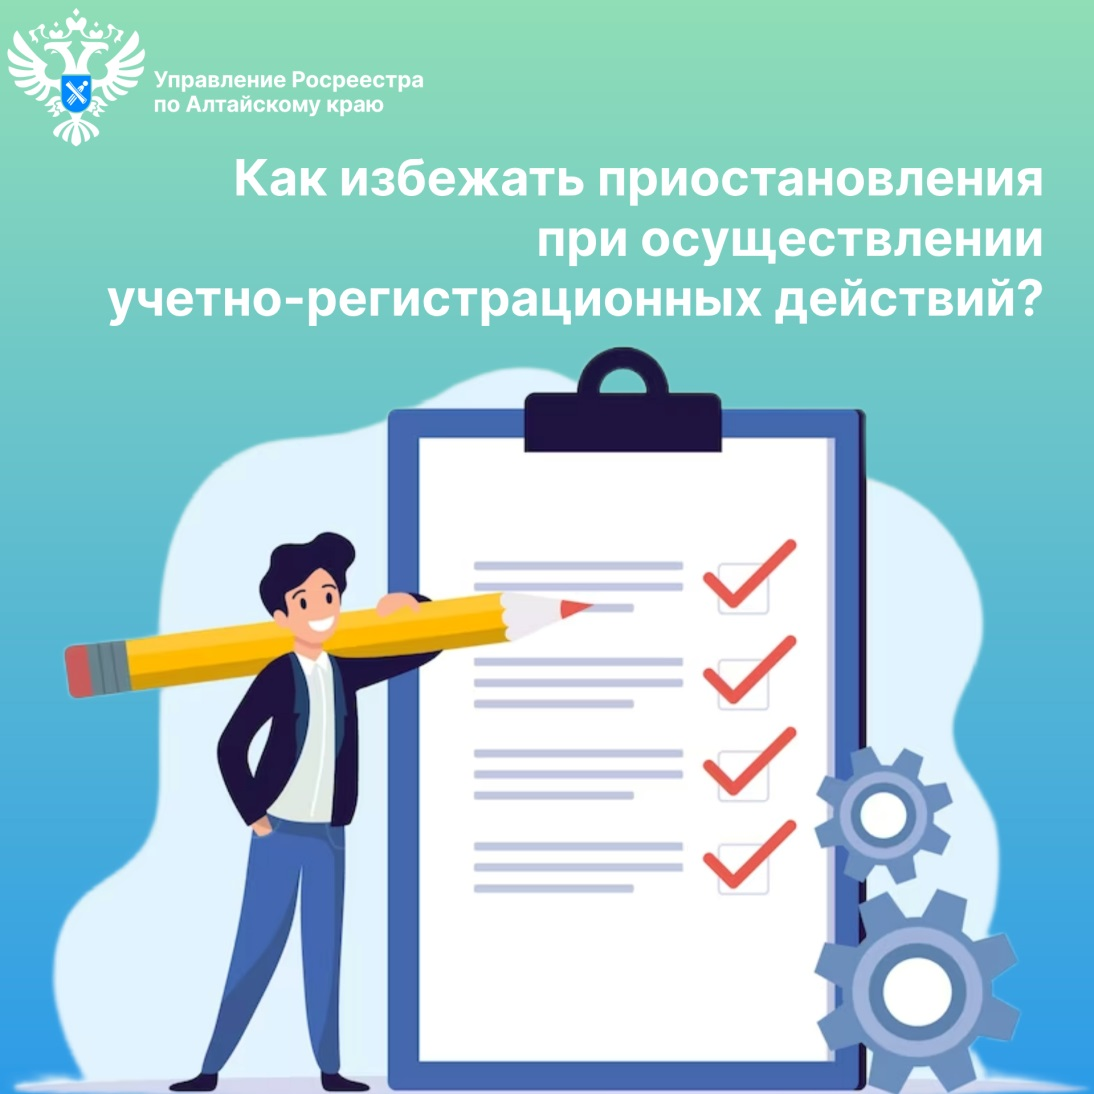 Управление Росреестра
по Алтайскому краю
Как избежать приостановления
при осуществлении
учетно-регистрационных действий?